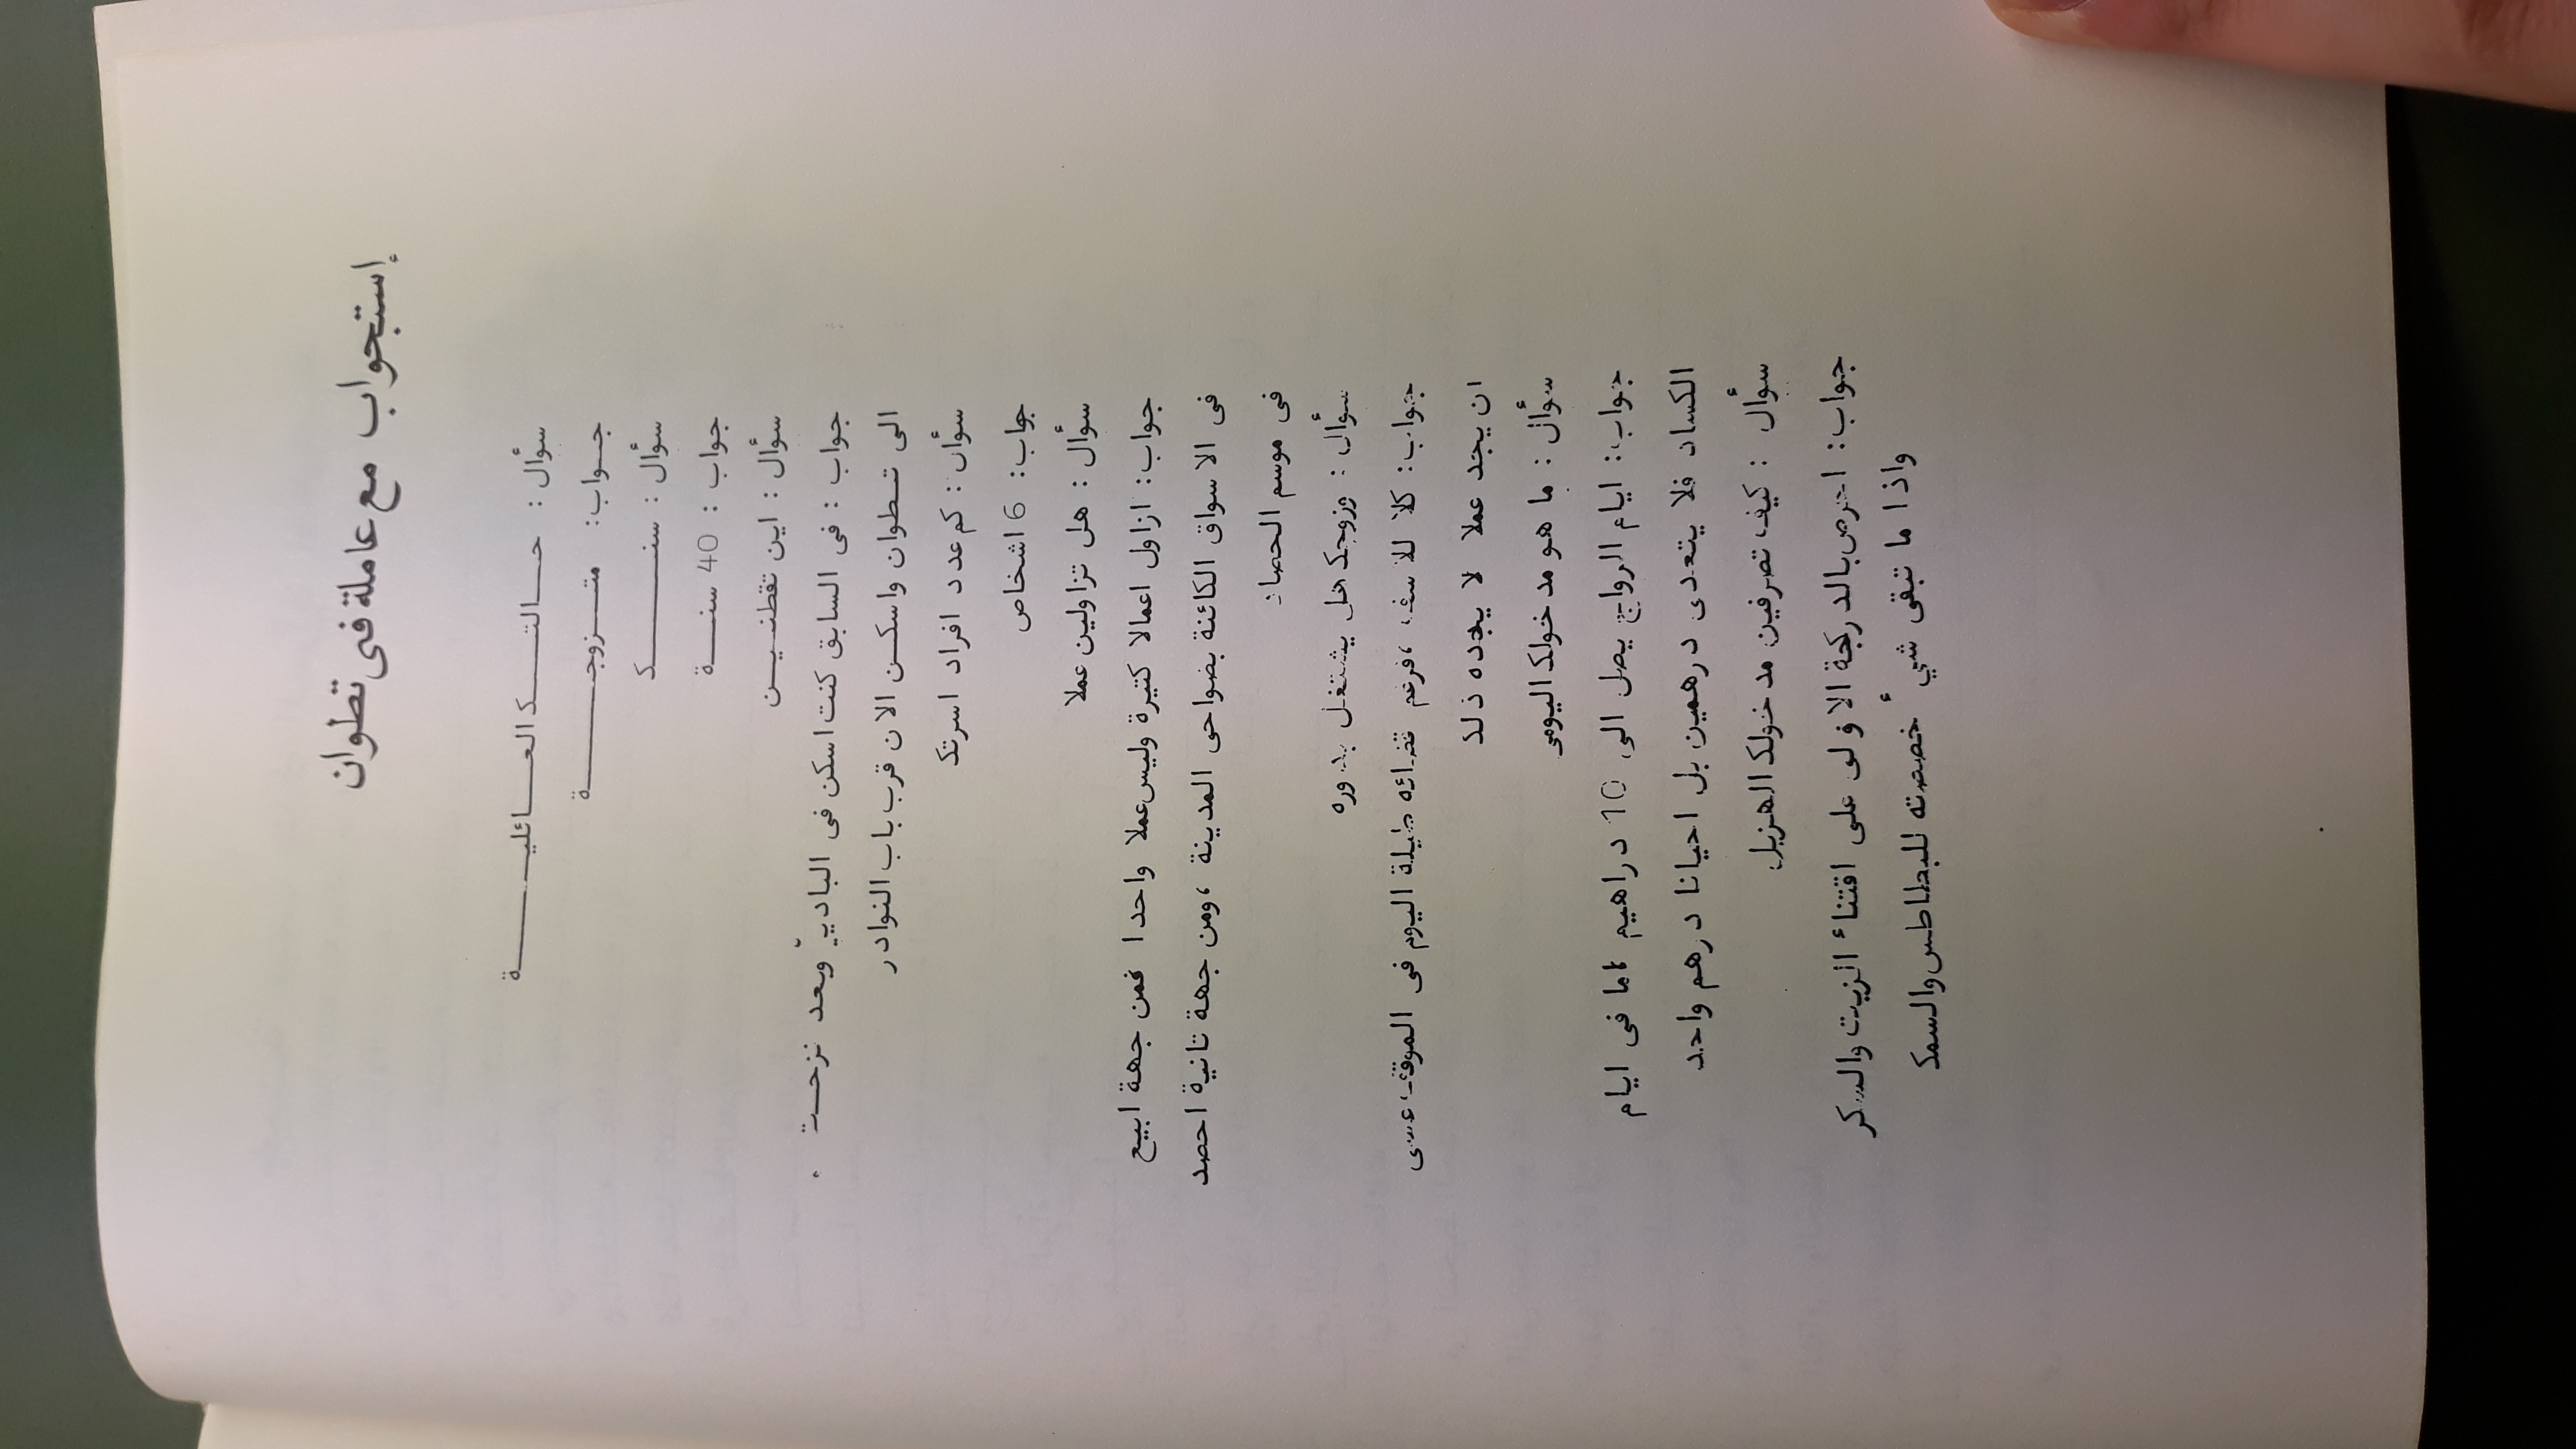 إستجواب مع عاملة فى تطوان
سؤال : حالتك العائلية
جواب: متزوجة
سؤال : سنك
جواب : 40 سنة
سؤال : اين تقطنين
جواب : فى السابق كنت اسكن فى البادية وبعد نزحت
الى تطوان واسكن الان قرب باب النوادر
سؤال : كم عدد افراد اسرتك
جواب: 6 اشخاص
سؤال : هل تزاولين عملا
جواب: ازاول اعمالا كتيرة وليس عملا واحدا فمن جهة ابيع
فى الاسواق الكائنة بضواحى المدينة ،ومن جهة تانية احصد
فى موسم الحصاد
سؤال : وزوجك هل يشتغل بدوره
جواب: كلا للاسف ،فرغم قضائه طيلة اليوم فى الموقف عسى
ان يجد عملا لا يجده ذلك
سؤال : ما هو مدخولك اليومى
جواب: ايام الرواج يصل الى 10 دراهيم اما فى ايام
الكساد فلا يتعدى درهمين بل احيانا درهم واحد
سؤال : كيف تصرفين مدخولك الهزيل
جواب: احرص بالدركجة الاولى على اقتناء الزيت والسكر
واذا ما تبقى شيء خصصته للبطاطس والسمك